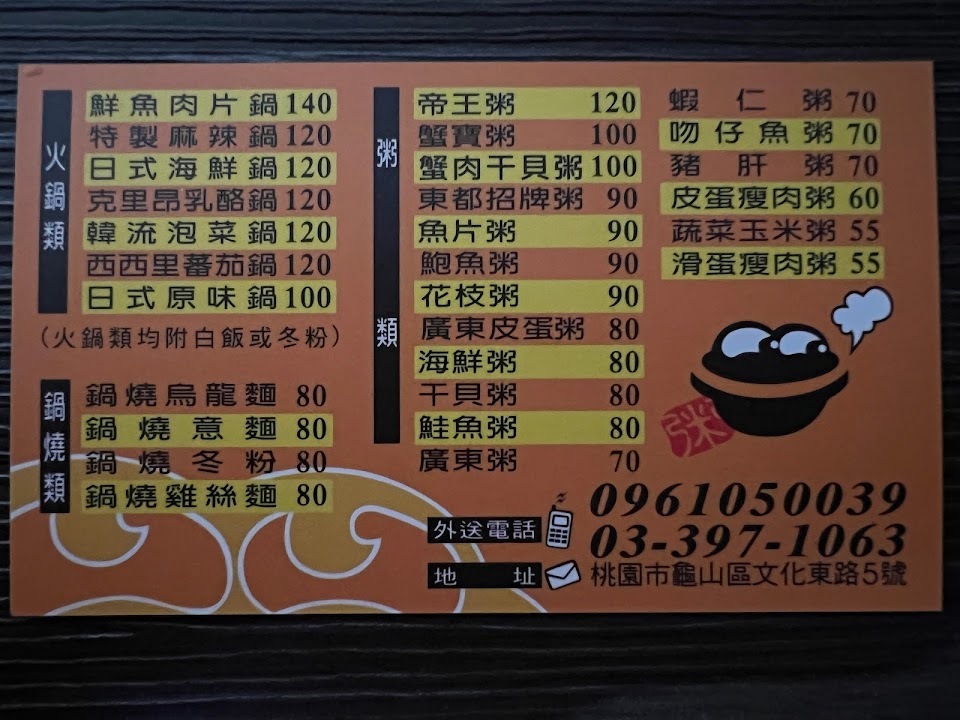 火鍋類
鮮魚肉片鍋 140
特製麻辣鍋 120
日式海鮮鍋 120
克里昂乳酪鍋 120
韓流泡菜鍋 120
西西里蕃茄鍋 120
日式原味鍋 100
(火鍋類均附白飯或冬粉)
鍋燒類
鍋燒烏龍麵 80
鍋燒意麵 80
鍋燒冬粉 80
鍋燒雞絲麵 80
粥類
帝王粥 120
蟹寶粥 100
蟹肉干貝粥 100
東都招牌粥 90
魚片粥 90
鮑魚粥 90
花枝粥 90
廣東皮蛋粥 80
海鮮粥 80
干貝粥 80
鮭魚粥 80
廣東粥 70
蝦仁粥 70
吻仔魚粥 70
豬肝粥 70
皮蛋瘦肉粥 60
蔬菜玉米粥 55
滑蛋瘦肉粥 55
粥
外送電話 0961050039
03-397-1063
地址 桃園市龜山區文化東路5號